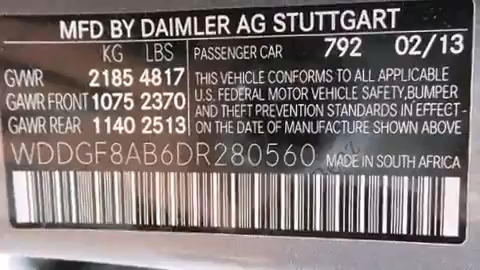 MFD BY DAIMLER AG STUTTGART
KG LBS PASSENGER CAR 792 02/13
GVWR 2185 4817
GAWR FRONT 1075 2370
GAWR REAR 1140 2513
THIS VEHICLE CONFORMS TO ALL APPLICABLE
U.S. FEDERAL MOTOR VEHICLE SAFETY, BUMPER
AND THEFT PREVENTION STANDARDS IN EFFECT
ON THE DATE OF MANUFACTURE SHOWN ABOVE
WDDGF8AB6DR280560 MADE IN SOUTH AFRICA